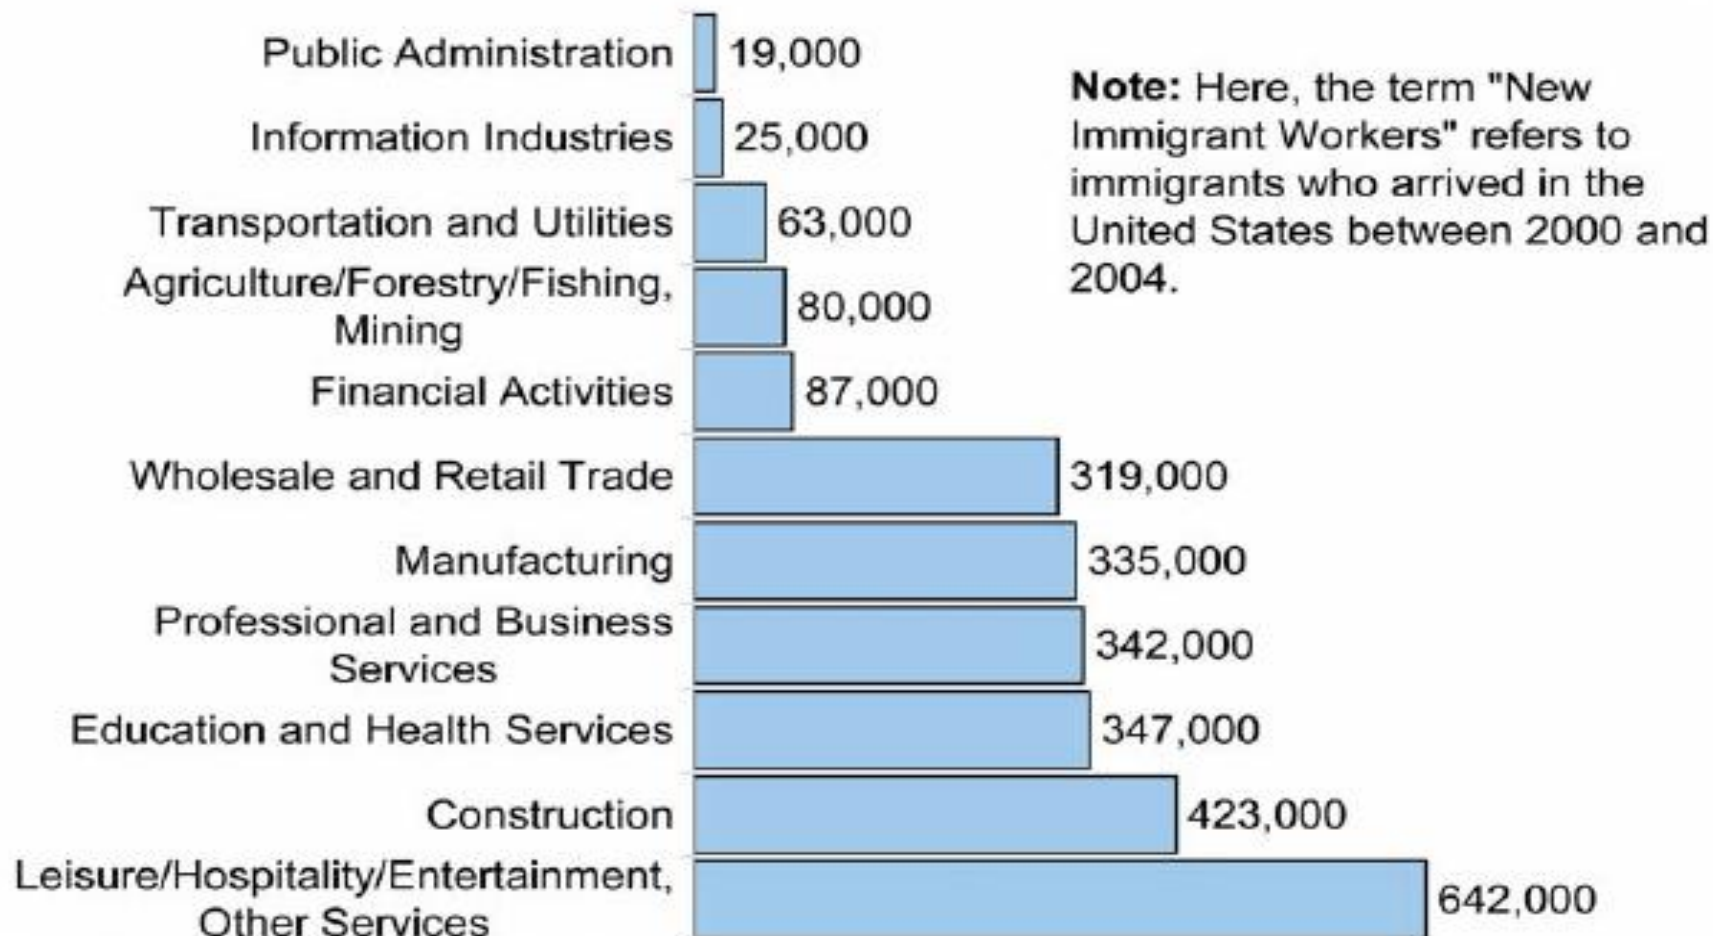 Public Administration 19,000
Information Industries 25,000
Transportation and Utilities 63,000
Agriculture/Forestry/Fishing,
Mining 80,000
Financial Activities 87,000
Wholesale and Retail Trade 319,000
Manufacturing 335,000
Professional and Business
Services 342,000
Education and Health Services 347,000
Construction 423,000
Leisure/Hospitality/Entertainment,
Other Services 642,000
Note: Here, the term "New
Immigrant Workers" refers to
immigrants who arrived in the
United States between 2000 and
2004.